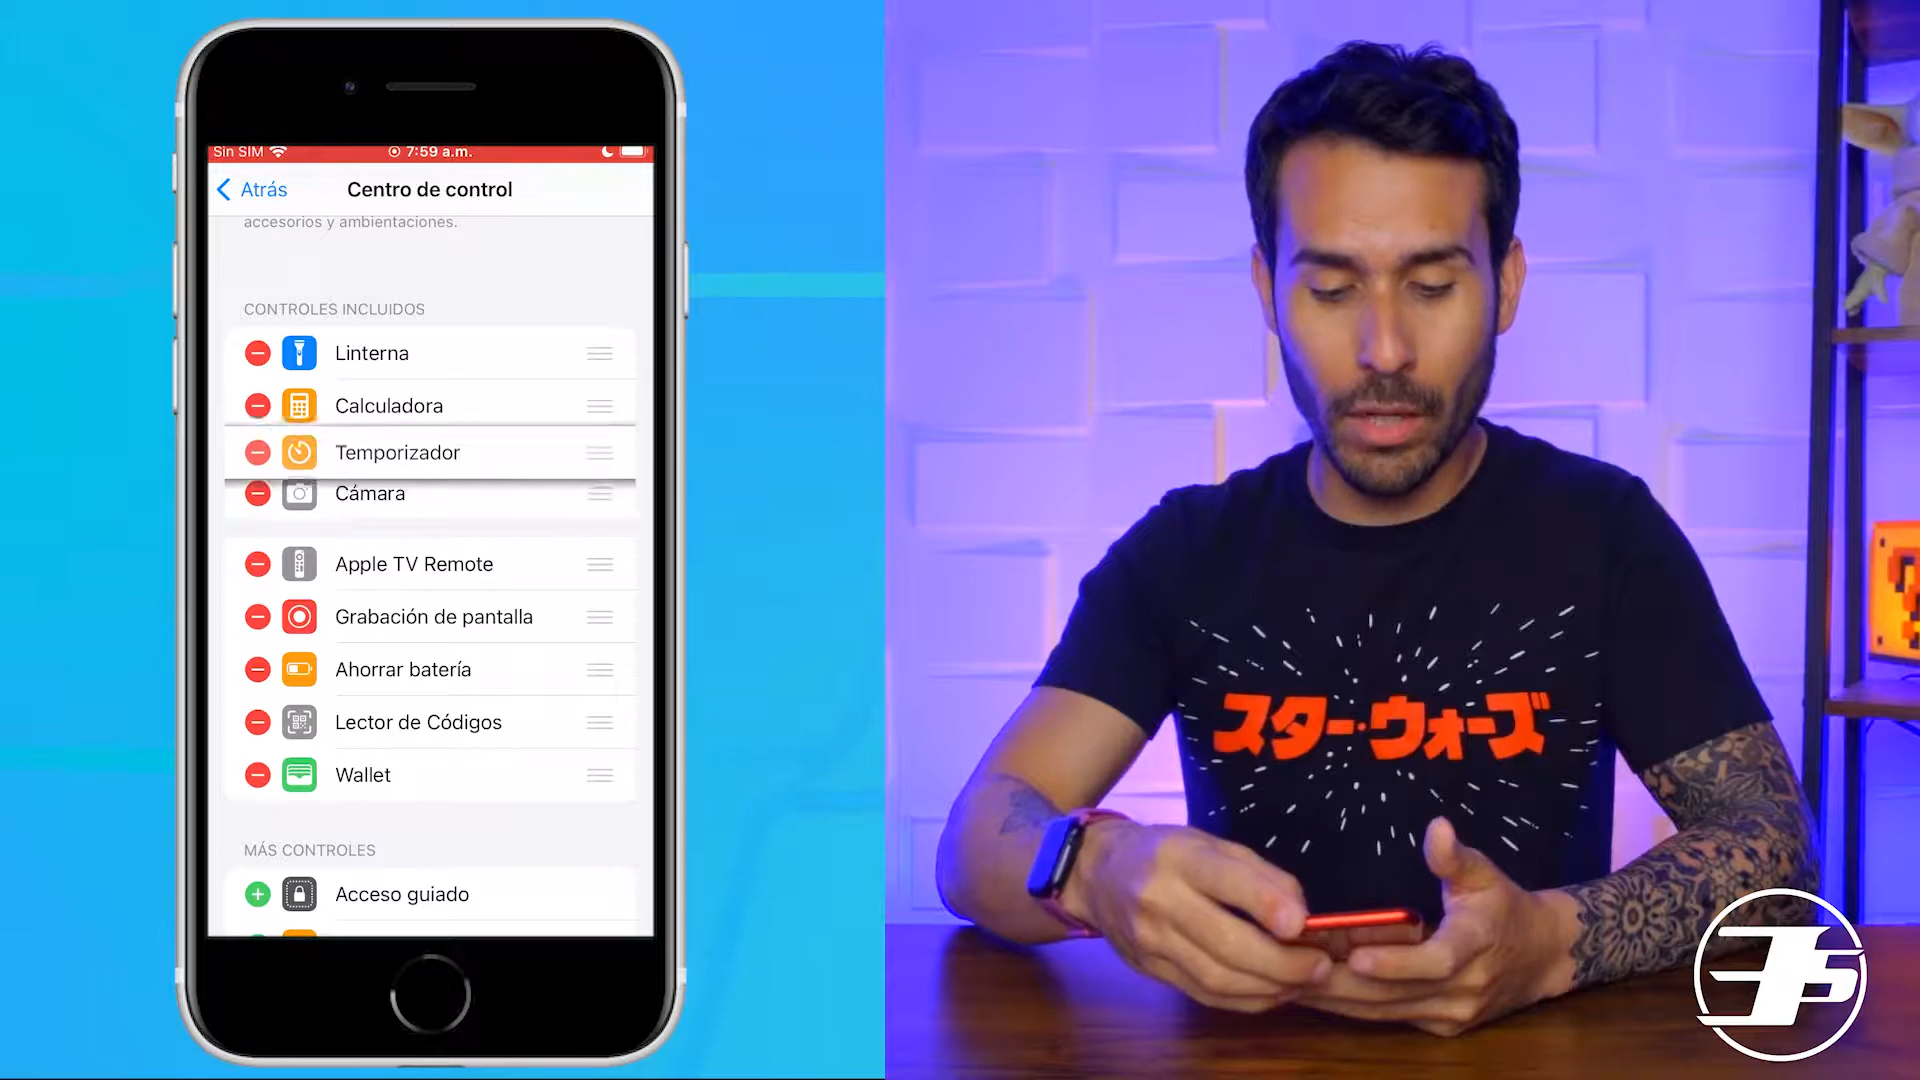 Sin SIM
7:59 a.m.
Atrás
Centro de control
accesorios y ambientaciones.
CONTROLES INCLUIDOS
Linterna
Calculadora
Temporizador
Cámara
Apple TV Remote
Grabación de pantalla
Ahorrar batería
Lector de Códigos
Wallet
MÁS CONTROLES
Acceso guiado
スター・ウォーズ
?